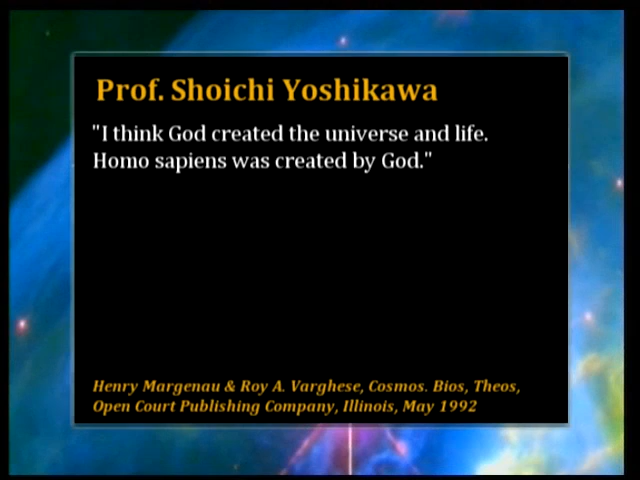 Prof. Shoichi Yoshikawa
"I think God created the universe and life.
Homo sapiens was created by God."
Henry Margenau & Roy A. Varghese, Cosmos. Bios, Theos,
Open Court Publishing Company, Illinois, May 1992